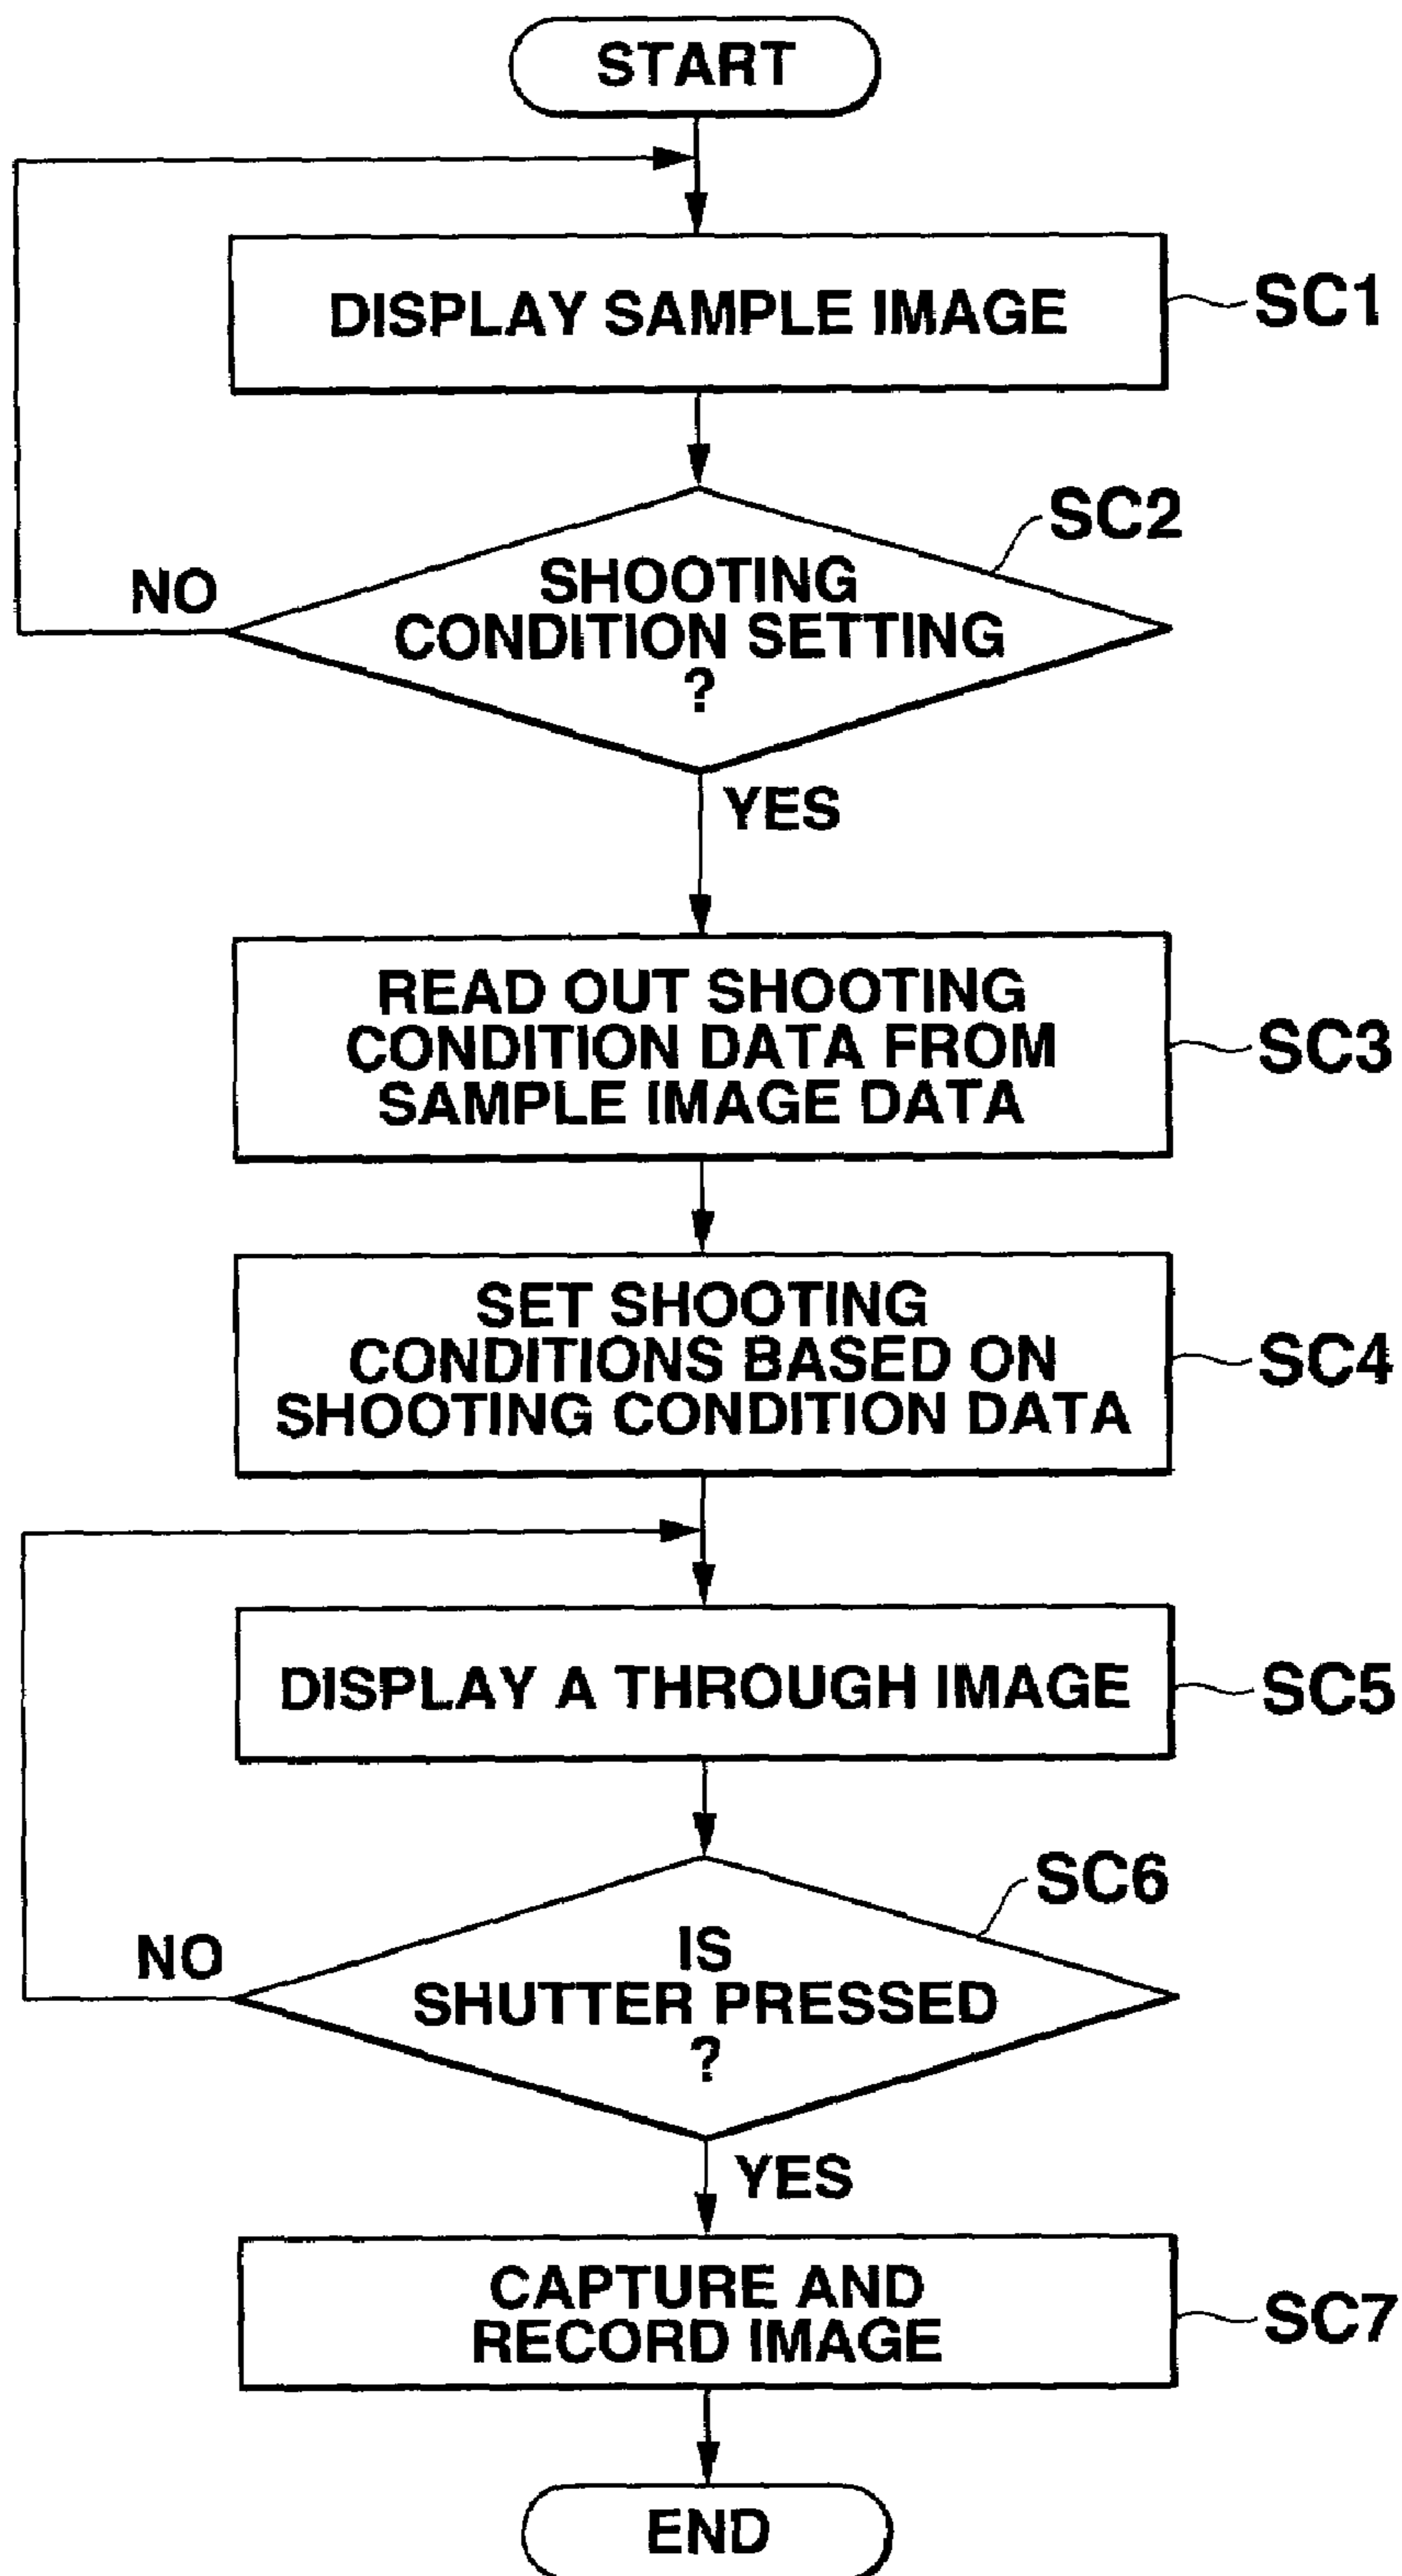 START
DISPLAY SAMPLE IMAGE
SC1
SC2
SHOOTING
CONDITION SETTING
?
NO
YES
READ OUT SHOOTING
CONDITION DATA FROM
SAMPLE IMAGE DATA
SC3
SET SHOOTING
CONDITIONS BASED ON
SHOOTING CONDITION DATA
SC4
DISPLAY A THROUGH IMAGE
SC5
SC6
IS
SHUTTER PRESSED
?
NO
YES
CAPTURE AND
RECORD IMAGE
SC7
END